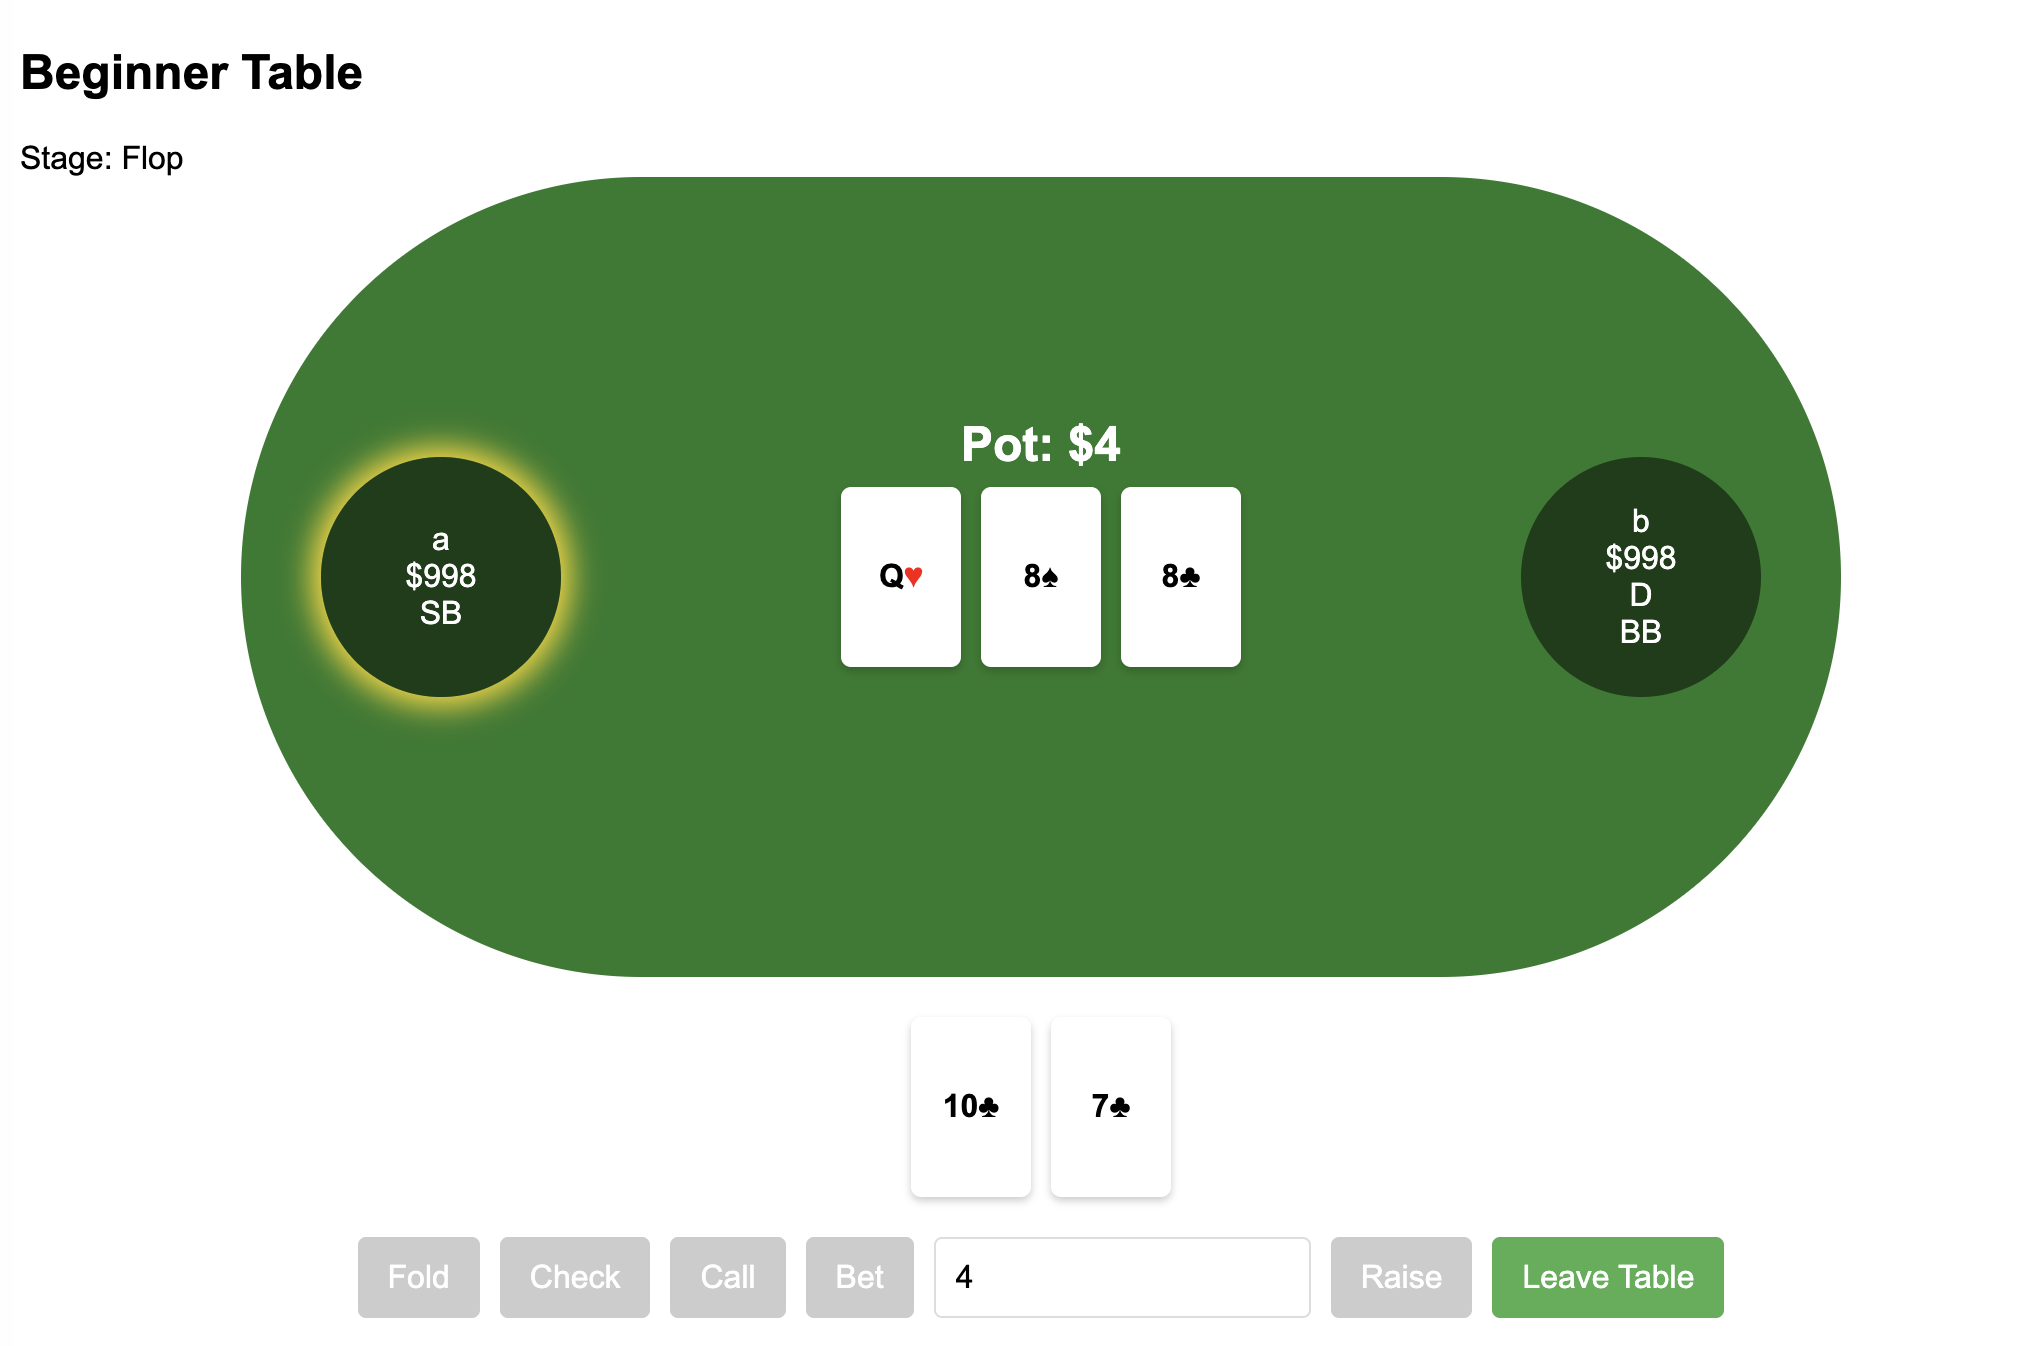 Beginner Table
Stage: Flop
Pot: $4
a
$998
SB
Q♥ 8♠ 8♣
b
$998
D
BB
10♣ 7♣
Fold Check Call Bet 4 Raise Leave Table